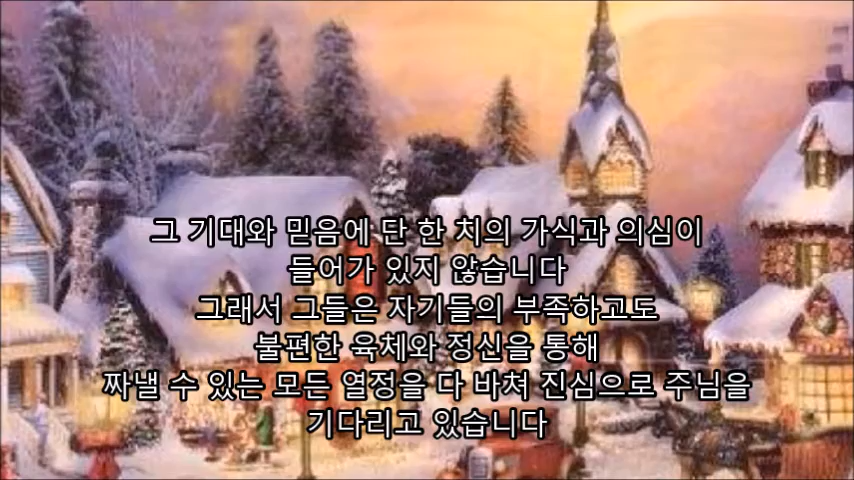 그 기대와 믿음에 단 한 치의 가식과 의심이
들어가 있지 않습니다
그래서 그들은 자기들의 부족하고도
불편한 육체와 정신을 통해
짜낼 수 있는 모든 열정을 다 바쳐 진심으로 주님을
기다리고 있습니다